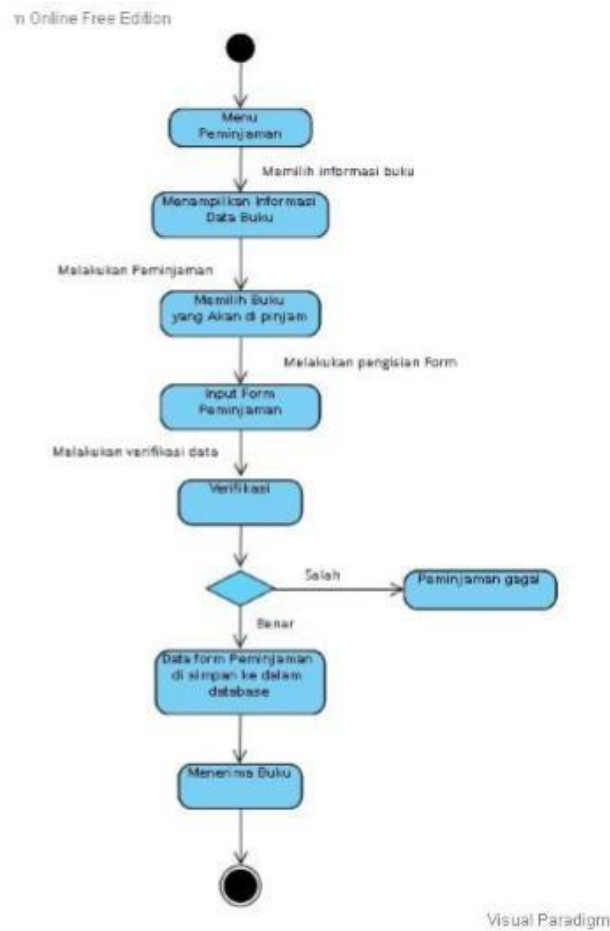 m Online Free Edition
Menu
Peminjaman
Memilih informasi buku
Menampilkan Informasi
Data Buku
Melakukan Peminjaman
Memilih Buku
yang Akan di pinjam
Melakukan pengisian Form
Input Form
Peminjaman
Melakukan verifikasi data
Verifikasi
Salah
Peminjaman gagal
Benar
Data form Peminjaman
di simpan ke dalam
database
Menerima Buku
Visual Paradigm